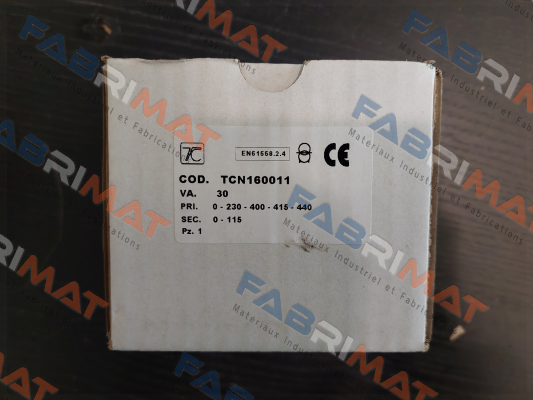 TC
EN61558.2.4
CE
COD. TCN160011
VA. 30
PRI. 0 - 230 - 400 - 415 - 440
SEC. 0 - 115
Pz. 1
FABRIMAT
Materiaux Industriel et Fabrications